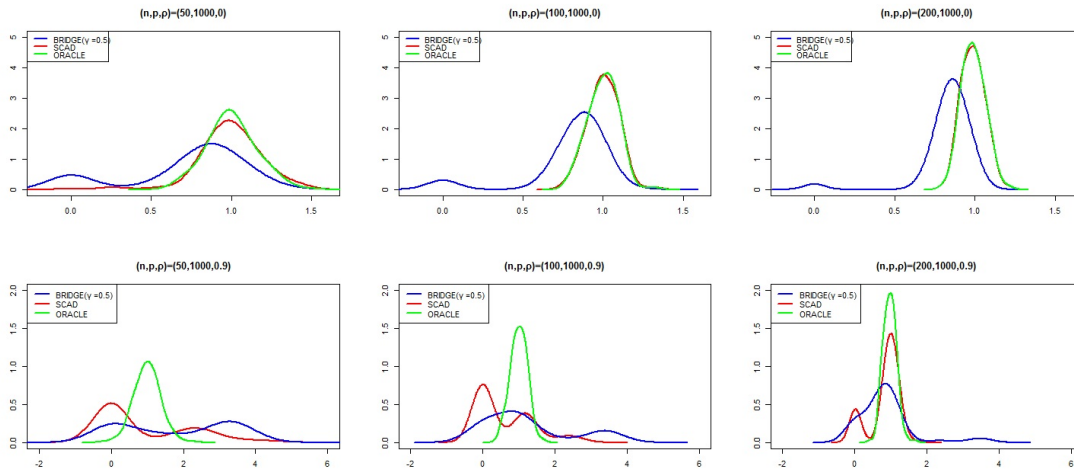 (n,p,ρ)=(50,1000,0)
BRIDGE(γ =0.5)
SCAD
ORACLE
0 1 2 3 4 5
0.0 0.5 1.0 1.5
(n,p,ρ)=(100,1000,0)
BRIDGE(γ =0.5)
SCAD
ORACLE
0 1 2 3 4 5
0.0 0.5 1.0 1.5
(n,p,ρ)=(200,1000,0)
BRIDGE(γ =0.5)
SCAD
ORACLE
0 1 2 3 4 5
0.0 0.5 1.0 1.5
(n,p,ρ)=(50,1000,0.9)
BRIDGE(γ =0.5)
SCAD
ORACLE
0.0 0.5 1.0 1.5 2.0
-2 0 2 4 6
(n,p,ρ)=(100,1000,0.9)
BRIDGE(γ =0.5)
SCAD
ORACLE
0.0 0.5 1.0 1.5 2.0
-2 0 2 4 6
(n,p,ρ)=(200,1000,0.9)
BRIDGE(γ =0.5)
SCAD
ORACLE
0.0 0.5 1.0 1.5 2.0
-2 0 2 4 6